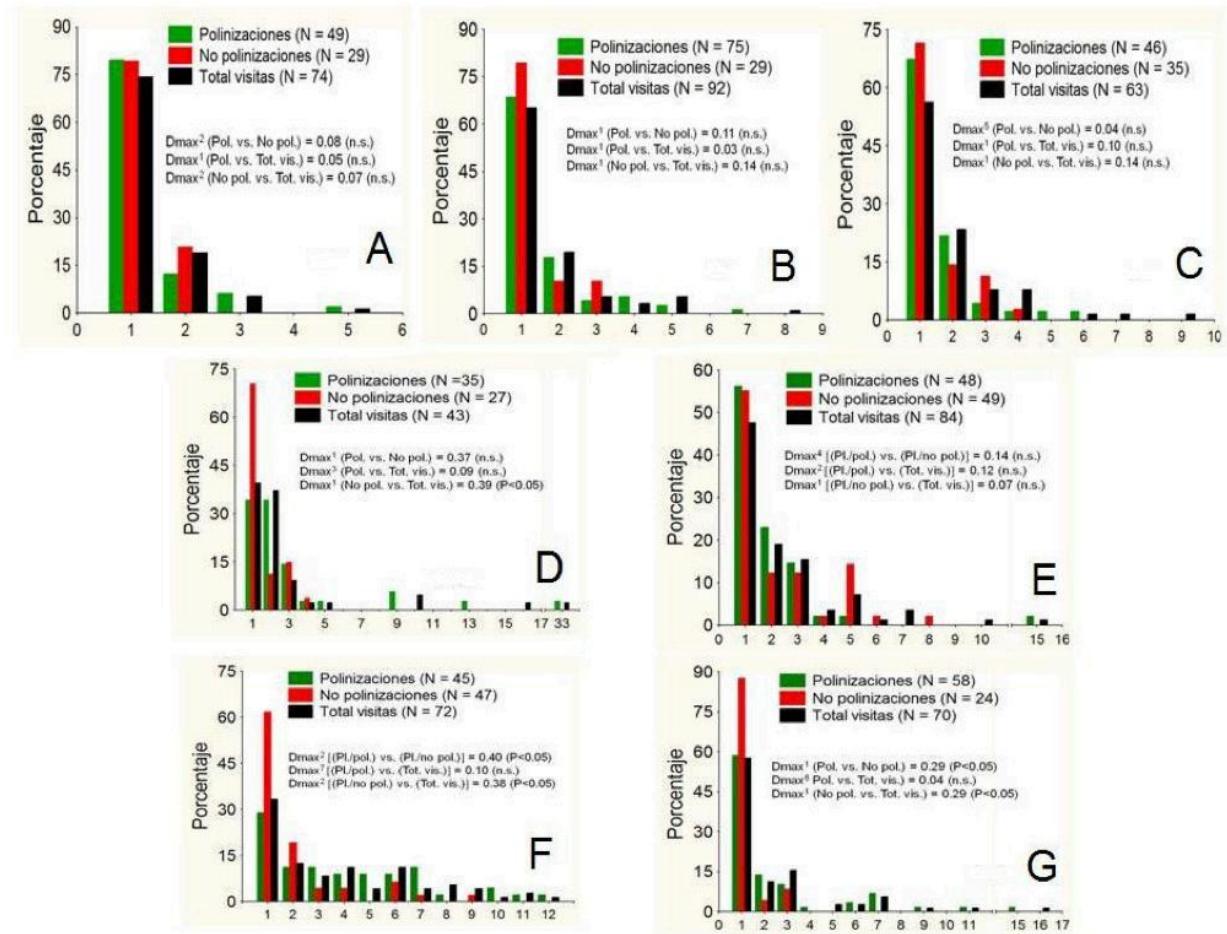 90
75
60
45
30
15
0
Porcentaje
Polinizaciones (N = 49)
No polinizaciones (N = 29)
Total visitas (N = 74)
Dmax² (Pol. vs. No pol.) = 0.08 (n.s.)
Dmax¹ (Pol. vs. Tot. vis.) = 0.05 (n.s.)
Dmax² (No pol. vs. Tot. vis.) = 0.07 (n.s.)
A
0 1 2 3 4 5 6
90
75
60
45
30
15
0
Porcentaje
Polinizaciones (N = 75)
No polinizaciones (N = 29)
Total visitas (N = 92)
Dmax¹ (Pol. vs. No pol.) = 0.11 (n.s.)
Dmax¹ (Pol. vs. Tot. vis.) = 0.03 (n.s.)
Dmax¹ (No pol. vs. Tot. vis.) = 0.14 (n.s.)
B
0 1 2 3 4 5 6 7 8 9
75
60
45
30
15
0
Porcentaje
Polinizaciones (N = 46)
No polinizaciones (N = 35)
Total visitas (N = 63)
(Pol. vs. No pol.) = 0.04 (n.s)
Dmax¹ (Pol. vs. Tot. vis.) = 0.10 (n.s.)
Dmax¹ (No pol. vs. Tot. vis.) = 0.14 (n.s.)
C
0 1 2 3 4 5 6 7 8 9 10
75
60
45
30
15
0
Porcentaje
Polinizaciones (N =35)
No polinizaciones (N = 27)
Total visitas (N = 43)
Dmax¹ (Pol. vs. No pol.) = 0.37 (n.s.)
Dmax³ (Pol. vs. Tot. vis.) = 0.09 (n.s.)
Dmax¹ (No pol. vs. Tot. vis.) = 0.39 (P<0.05)
D
1 3 5 7 9 11 13 15 17 33
60
50
40
30
20
10
0
Porcentaje
Polinizaciones (N = 48)
No polinizaciones (N = 49)
Total visitas (N = 84)
Dmax⁴ [(Pl./pol.) vs. (Pl./no pol.)] = 0.14 (n.s.)
Dmax² [(Pl./pol.) vs. (Tot. vis.)] = 0.12 (n.s.)
Dmax¹ [(Pl./no pol.) vs. (Tot. vis.)] = 0.07 (n.s.)
E
0 1 2 3 4 5 6 7 8 9 10 15 16
75
60
45
30
15
0
Porcentaje
Polinizaciones (N = 45)
No polinizaciones (N = 47)
Total visitas (N = 72)
Dmax² [(Pl./pol.) vs. (Pl./no pol.)] = 0.40 (P<0.05)
Dmax⁷ [(Pl./pol.) vs. (Tot. vis.)] = 0.10 (n.s.)
Dmax² [(Pl./no pol.) vs. (Tot. vis.)] = 0.38 (P<0.05)
F
1 2 3 4 5 6 7 8 9 10 11 12
90
75
60
45
30
15
0
Porcentaje
Polinizaciones (N = 58)
No polinizaciones (N = 24)
Total visitas (N = 70)
Dmax¹ (Pol. vs. No pol.) = 0.29 (P<0.05)
Pol. vs. Tot. vis.) = 0.04 (n.s.)
Dmax¹ (No pol. vs. Tot. vis.) = 0.29 (P<0.05)
G
0 1 2 3 4 5 6 7 8 9 10 11 15 16 17